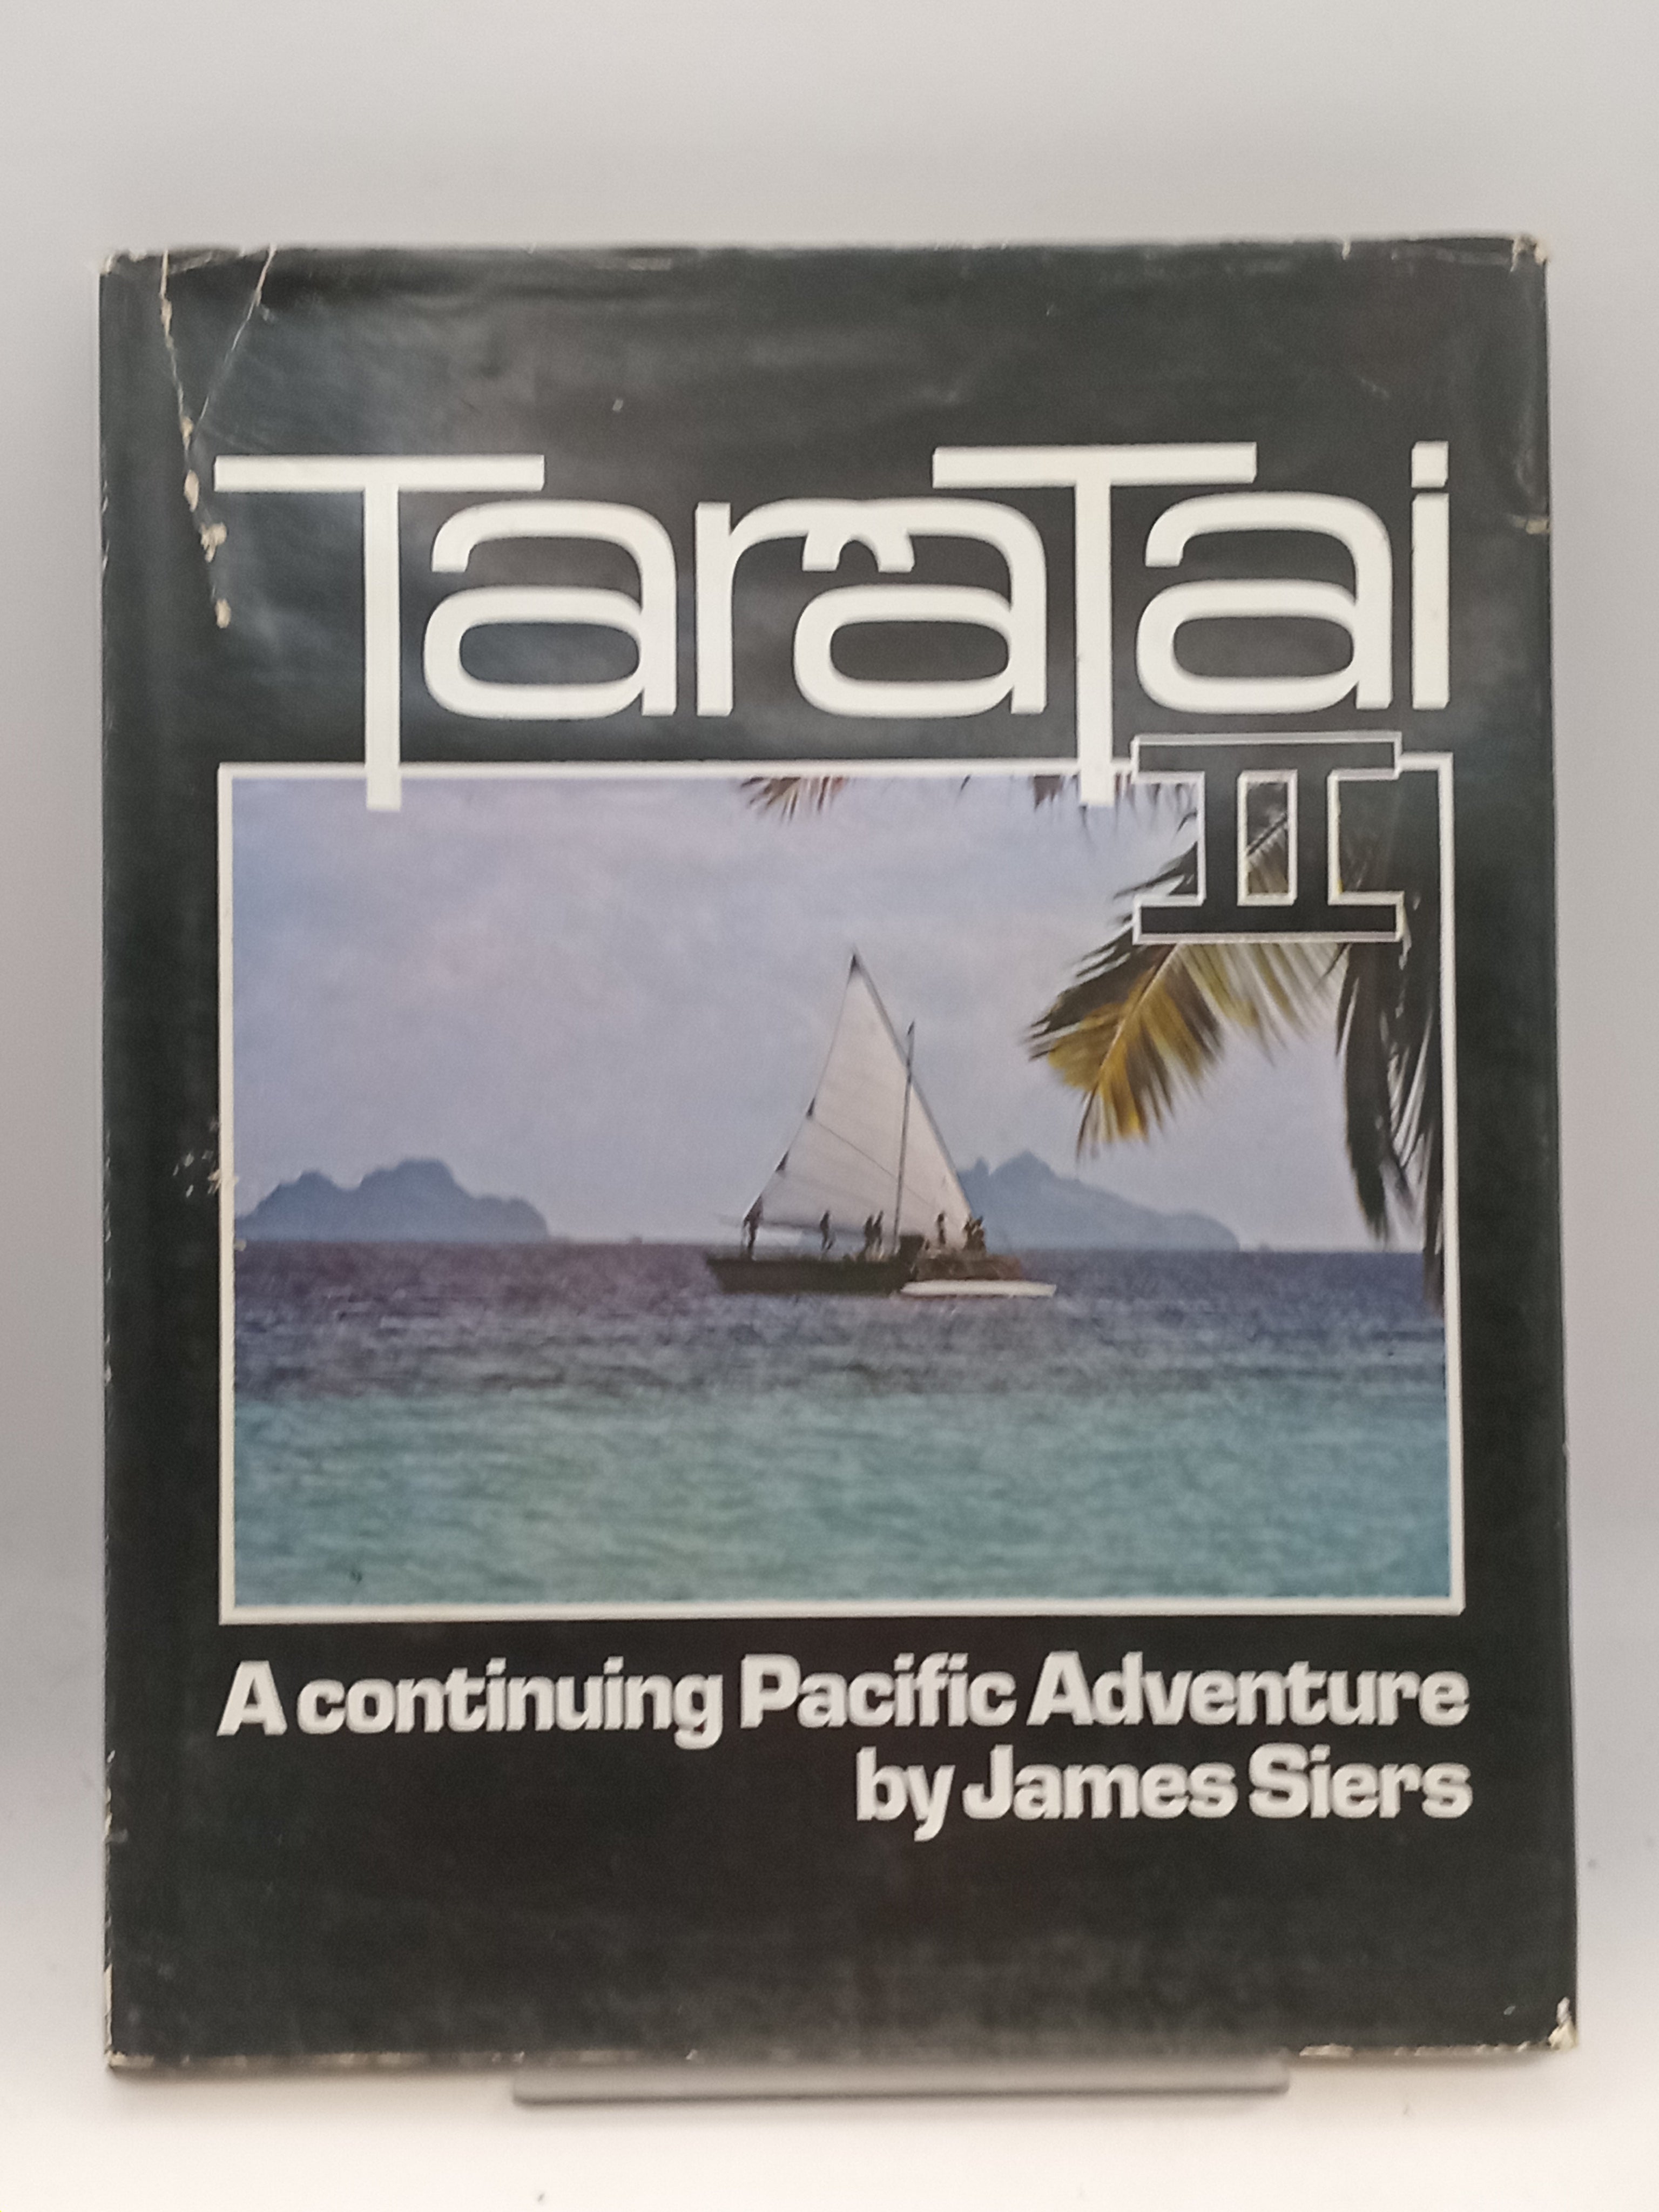 TaraTai
II
A continuing Pacific Adventure
by James Siers